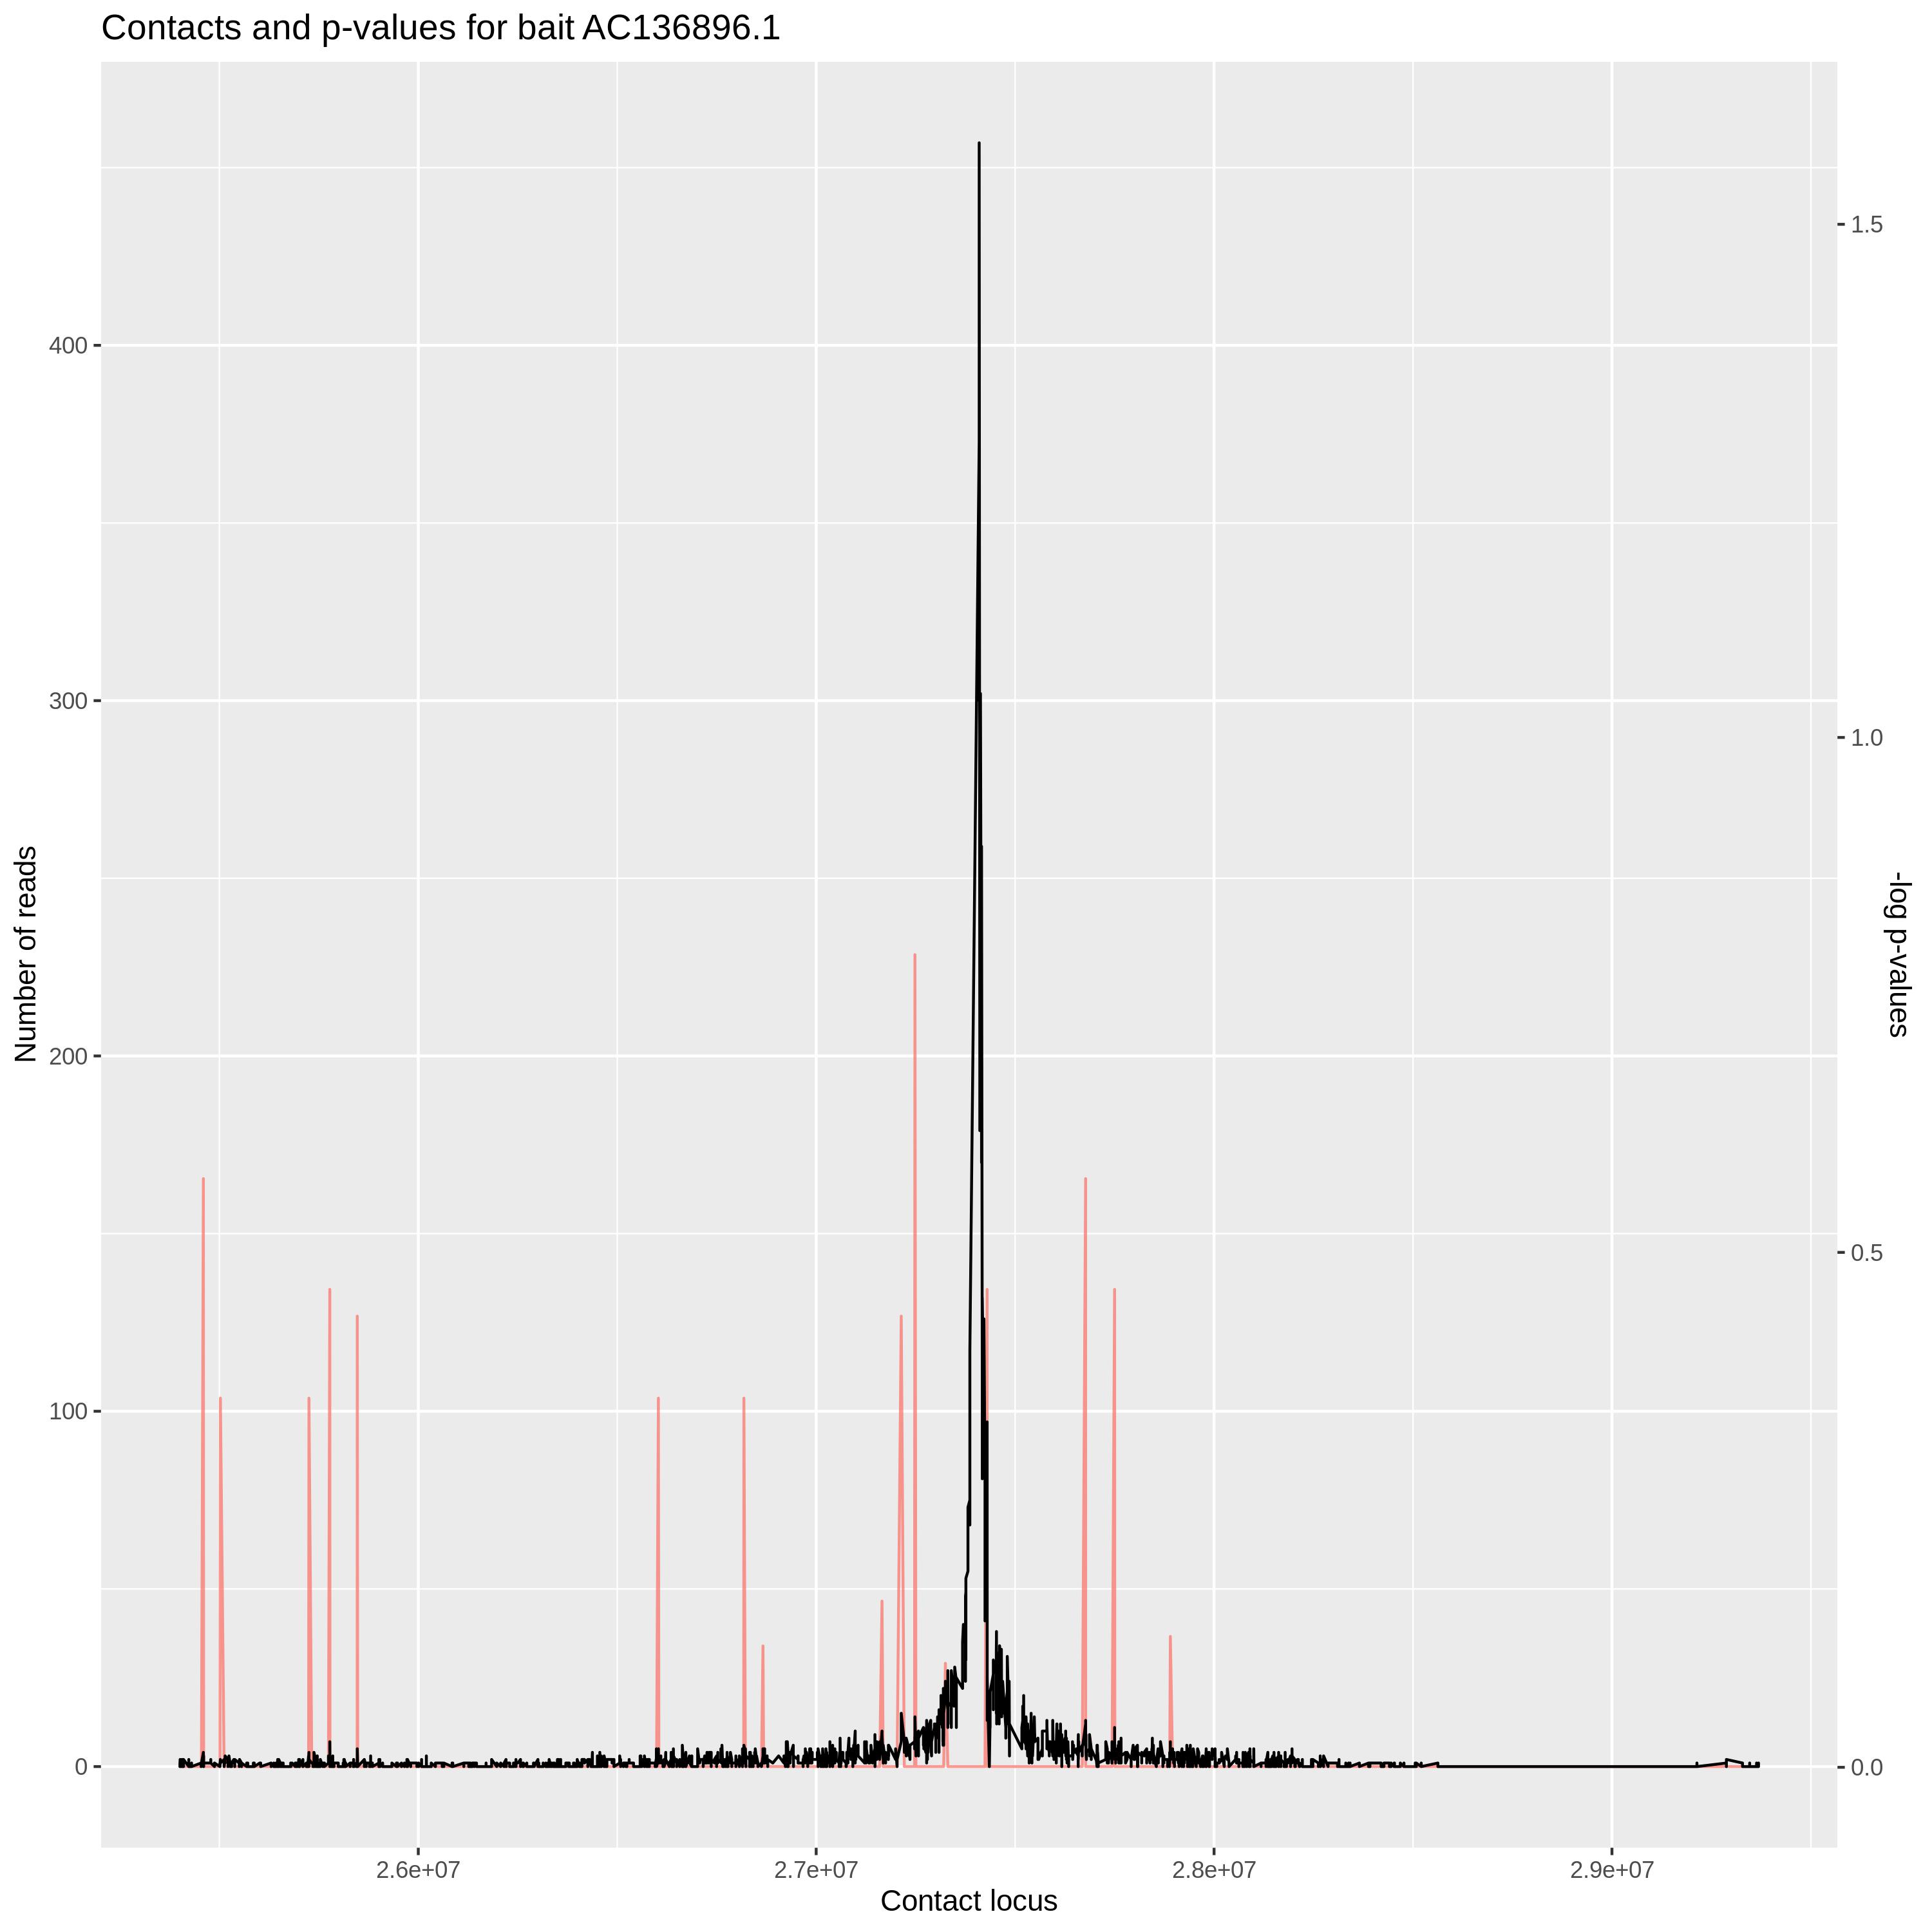 Contacts and p-values for bait AC136896.1
400
300
200
100
0
Number of reads
1.5
1.0
0.5
0.0
-log p-values
2.6e+07
2.7e+07
2.8e+07
2.9e+07
Contact locus